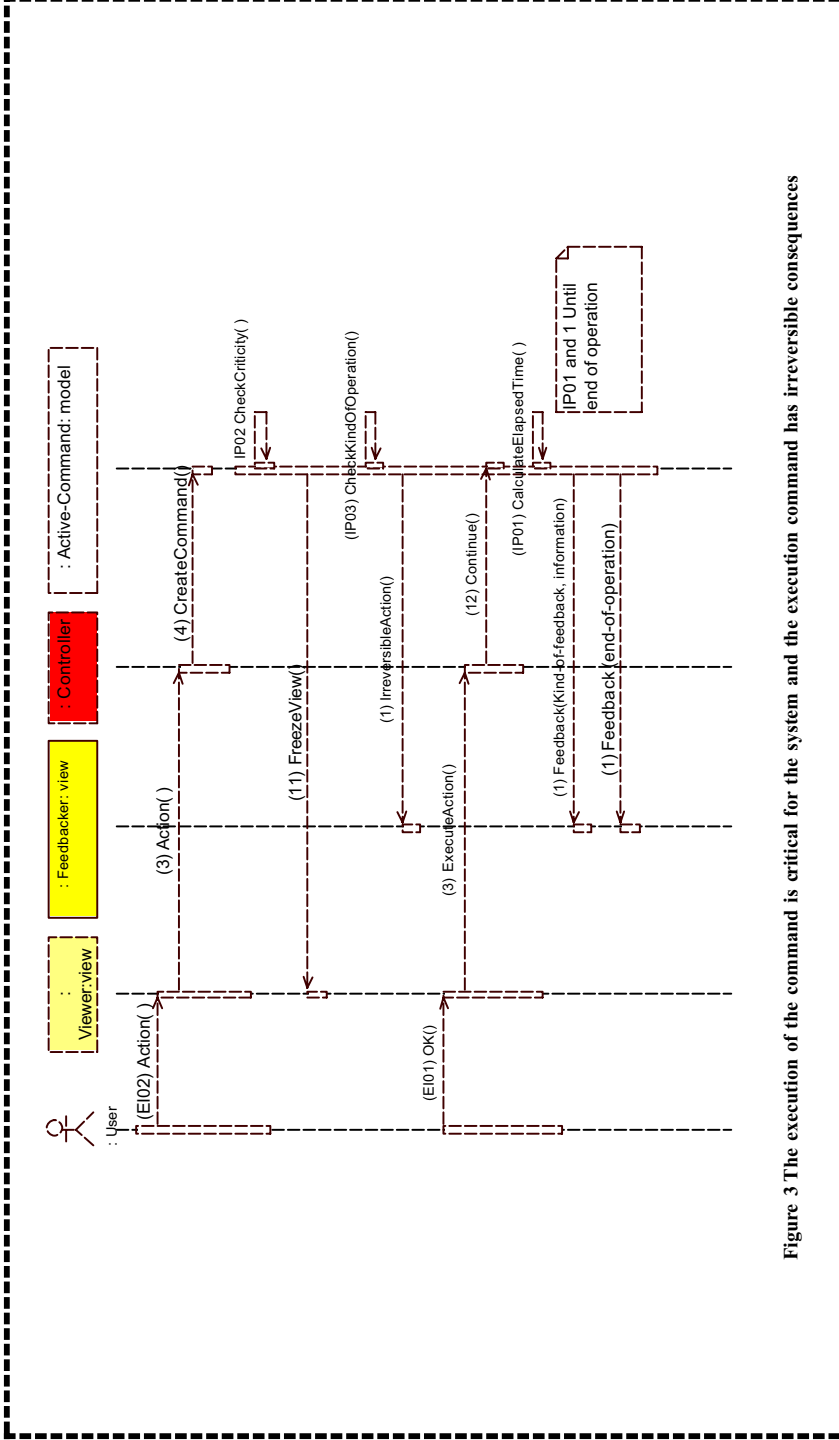 : User
:
Viewer:view
: Feedbacker: view
: Controller
: Active-Command: model
(EI02) Action( )
(3) Action( )
(4) CreateCommand()
IP02 CheckCriticity( )
(11) FreezeView()
(IP03) CheckKindOfOperation()
(1) IrreversibleAction()
(EI01) OK()
(3) ExecuteAction()
(12) Continue()
(IP01) CalculateElapsedTime( )
(1) Feedback(Kind-of-feedback, information)
(1) Feedback(end-of-operation)
IP01 and 1 Until
end of operation
Figure 3 The execution of the command is critical for the system and the execution command has irreversible consequences